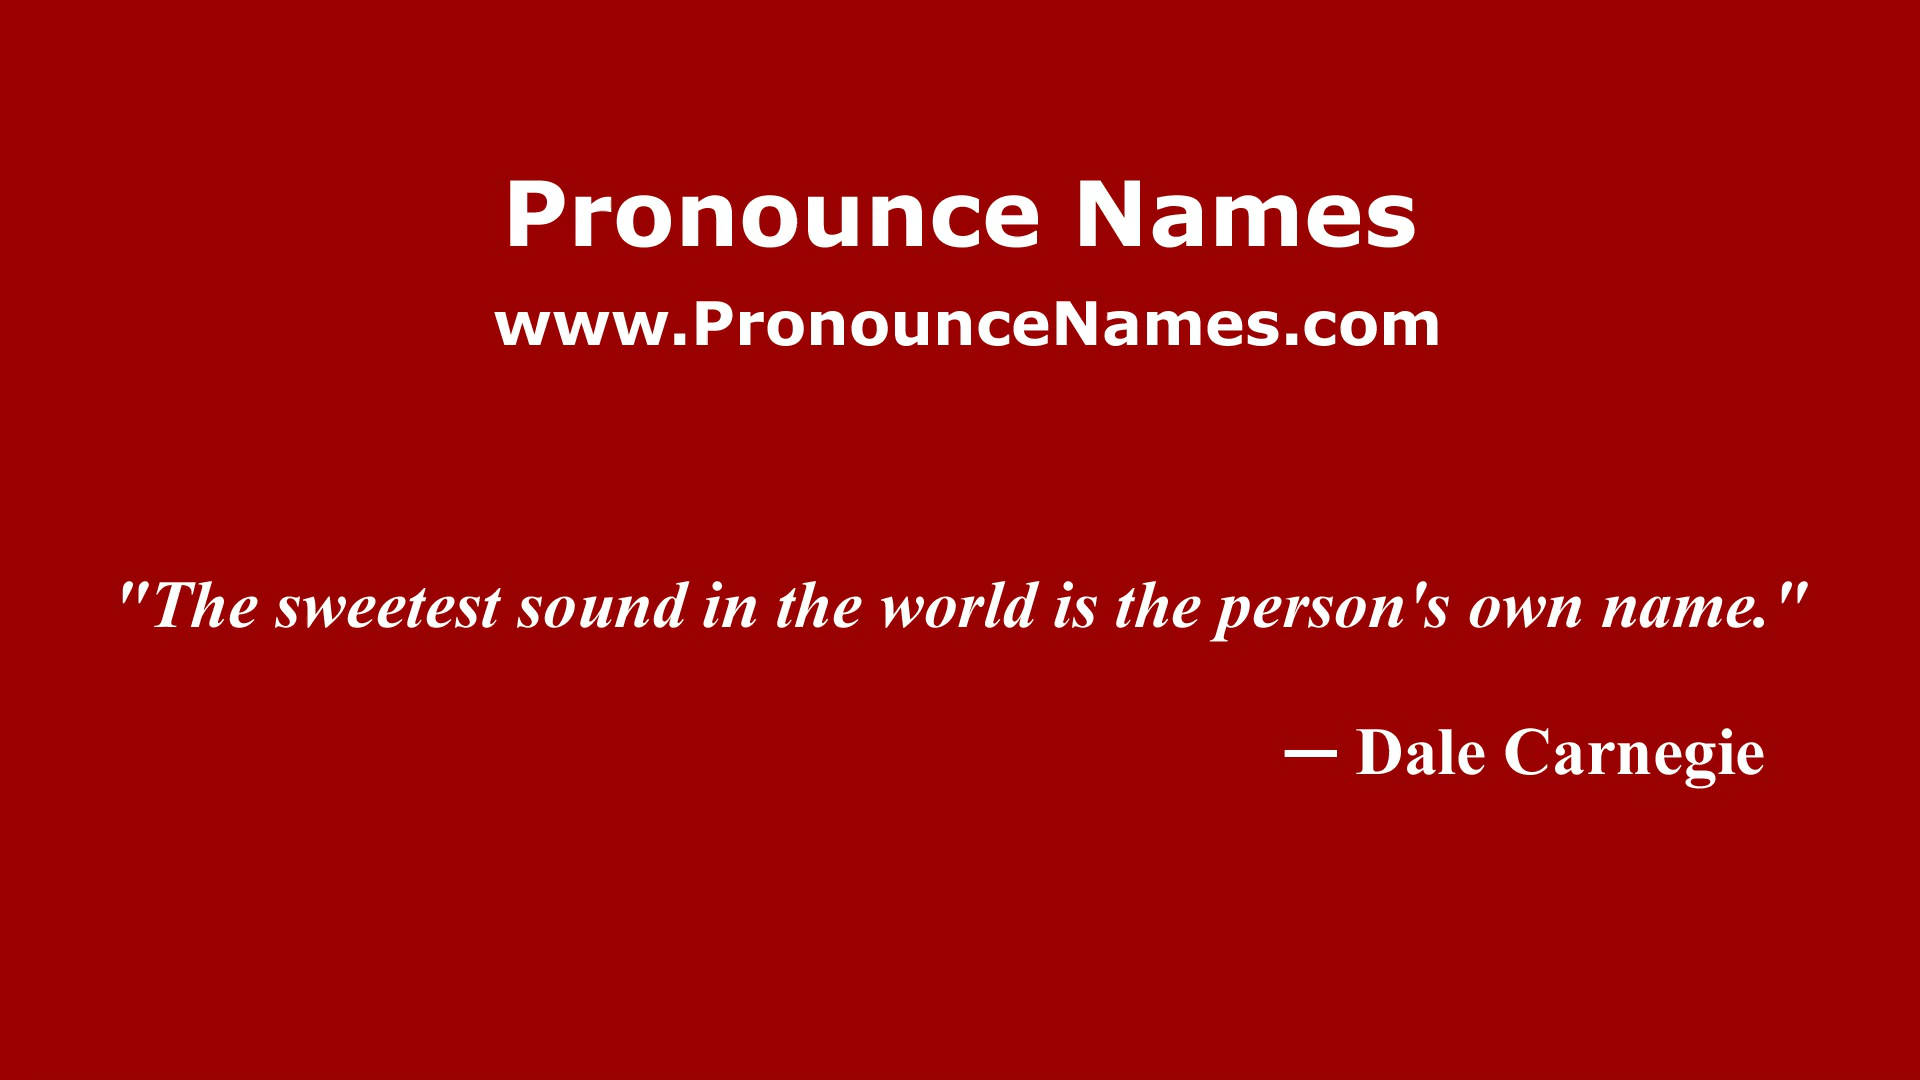 Pronounce Names
www.PronounceNames.com
"The sweetest sound in the world is the person's own name."
— Dale Carnegie